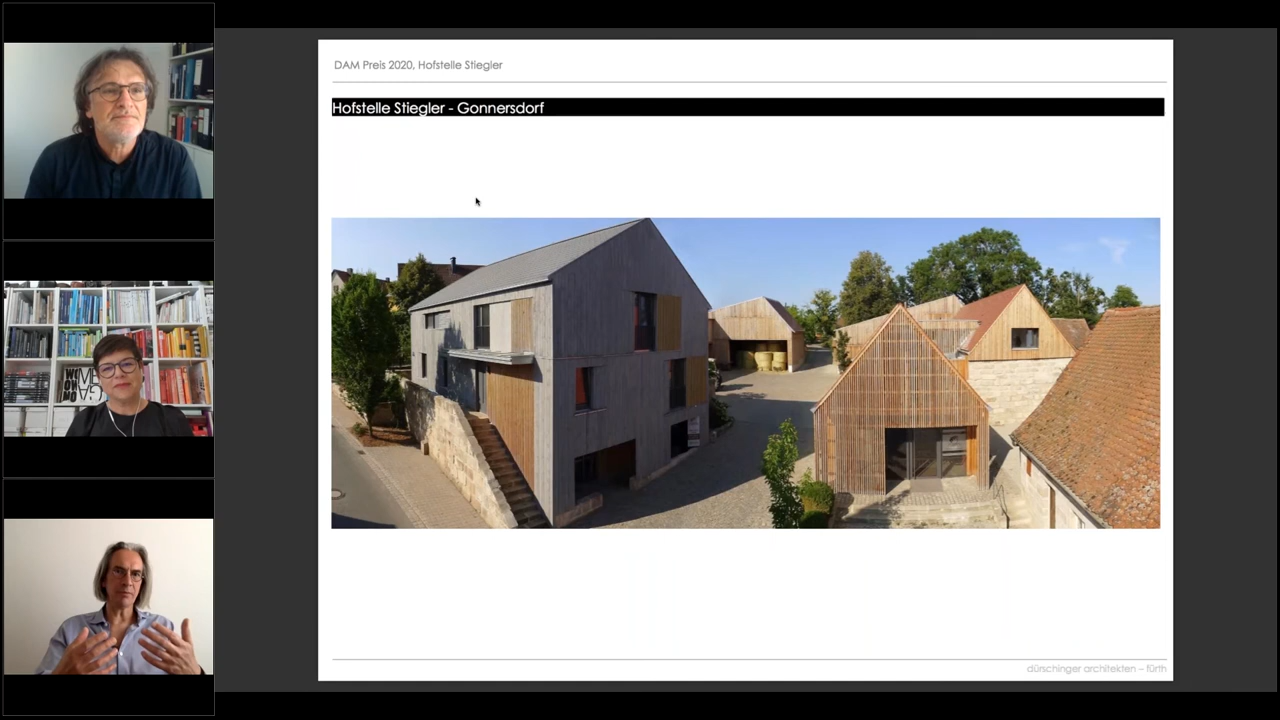 DAM Preis 2020, Hofstelle Stiegler
Hofstelle Stiegler - Gonnersdorf
dürschinger architekten – fürth